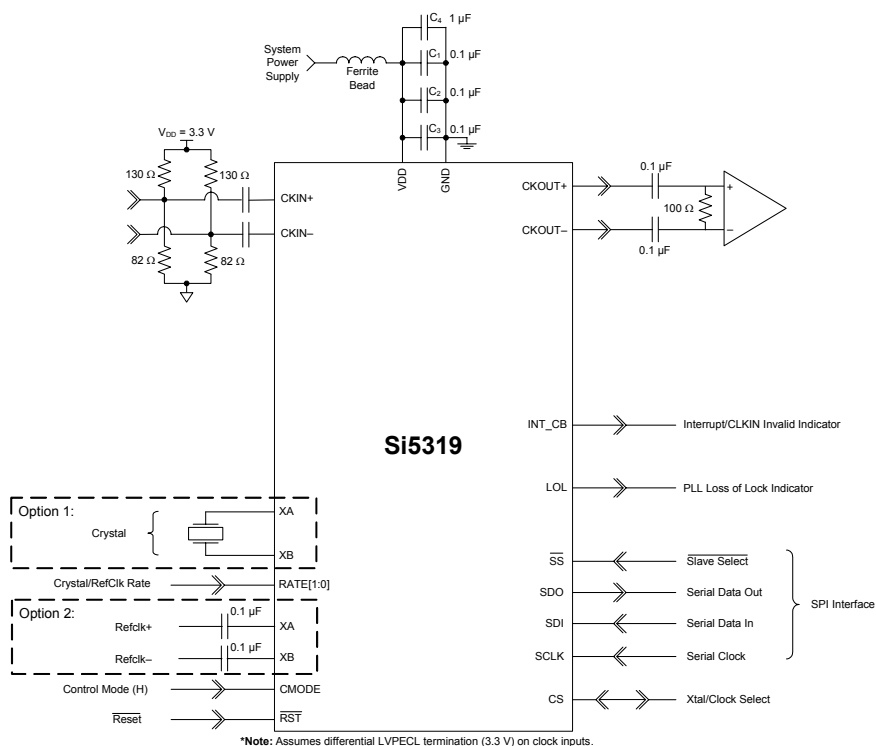 C4 1 µF
System
Power
Supply
Ferrite
Bead
C1 0.1 µF
C2 0.1 µF
C3 0.1 µF
VDD = 3.3 V
130 Ω
130 Ω
82 Ω
82 Ω
VDD
GND
CKIN+
CKIN–
CKOUT+
CKOUT–
0.1 µF
100 Ω
+
–
0.1 µF
Si5319
INT_CB
Interrupt/CLKIN Invalid Indicator
LOL
PLL Loss of Lock Indicator
Option 1:
Crystal
XA
XB
Crystal/RefClk Rate
RATE[1:0]
Option 2:
Refclk+
0.1 µF
XA
Refclk–
0.1 µF
XB
Control Mode (H)
CMODE
Reset
RST
SS
Slave Select
SDO
Serial Data Out
SDI
Serial Data In
SCLK
Serial Clock
SPI Interface
CS
Xtal/Clock Select
*Note: Assumes differential LVPECL termination (3.3 V) on clock inputs.